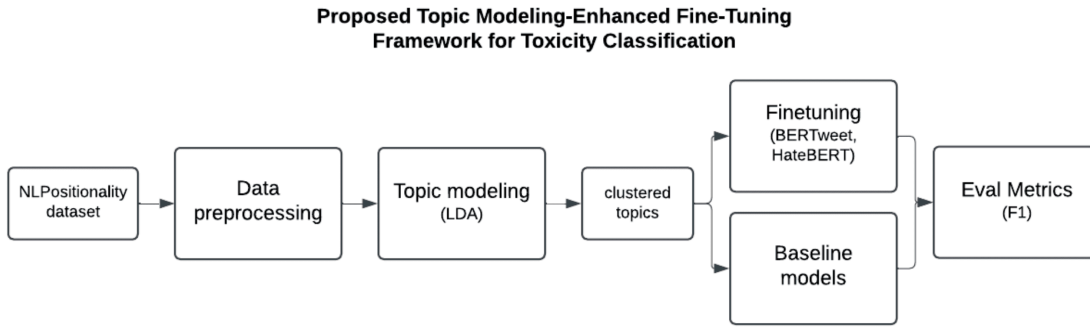 Proposed Topic Modeling-Enhanced Fine-Tuning
Framework for Toxicity Classification
NLPositionality
dataset
Data
preprocessing
Topic modeling
(LDA)
clustered
topics
Finetuning
(BERTweet,
HateBERT)
Baseline
models
Eval Metrics
(F1)